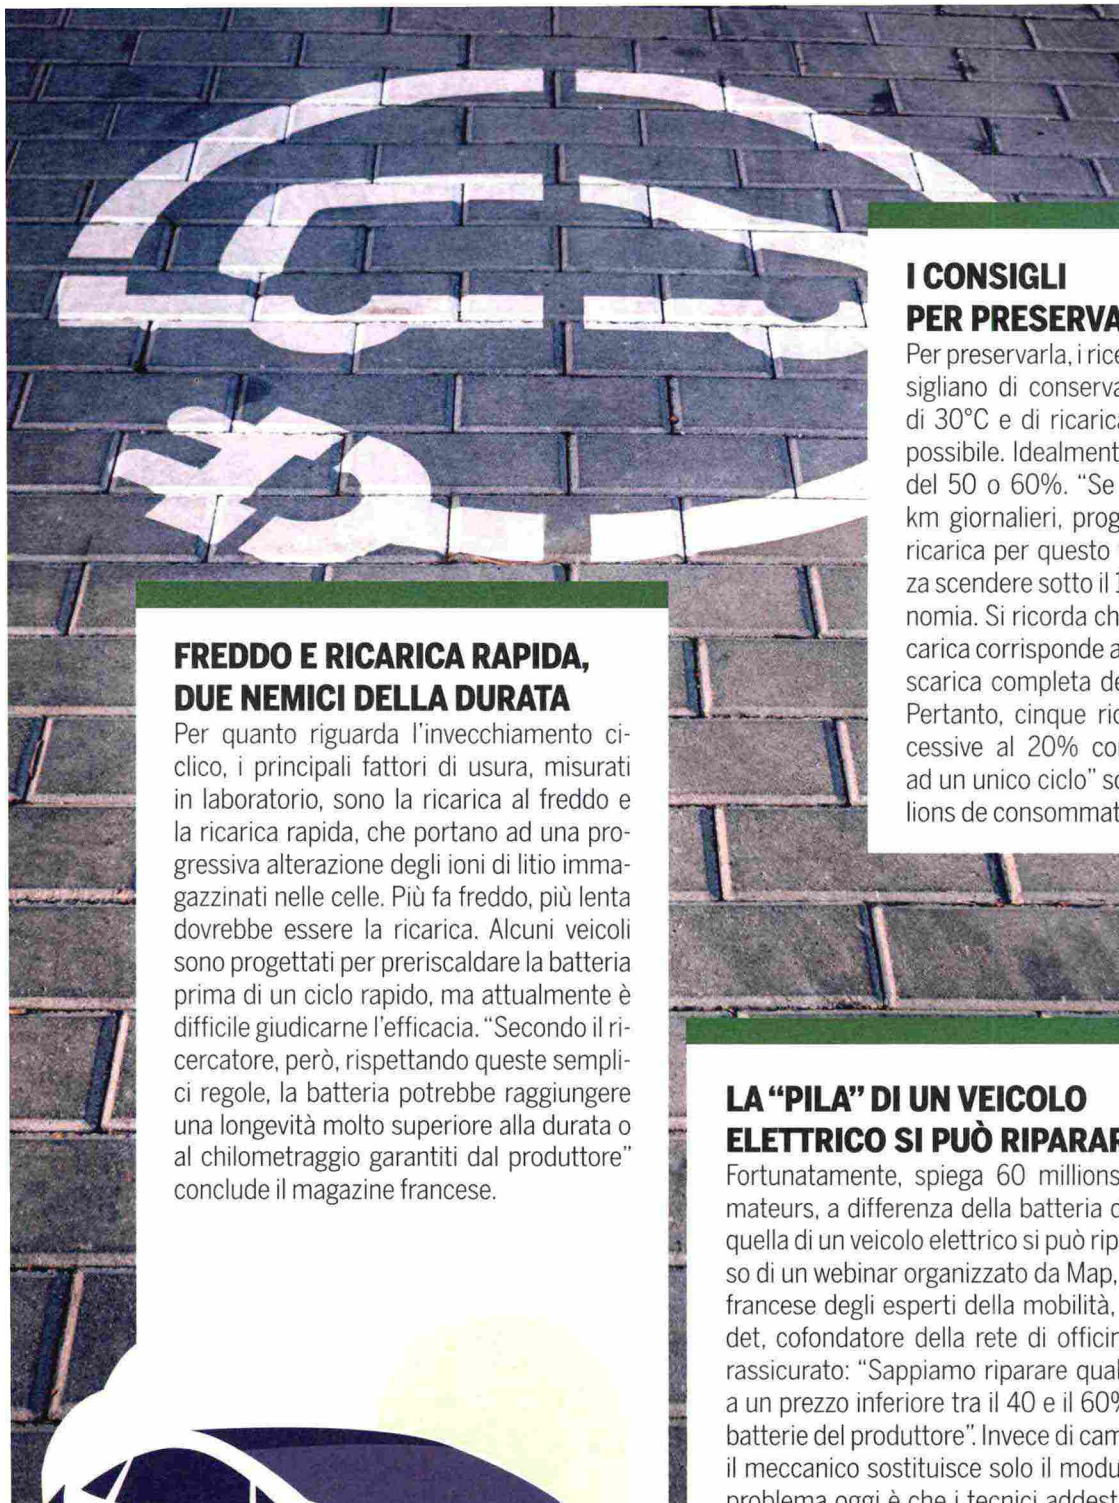 FREDDO E RICARICA RAPIDA,
DUE NEMICI DELLA DURATA
Per quanto riguarda l'invecchiamento ci-
clico, i principali fattori di usura, misurati
in laboratorio, sono la ricarica al freddo e
la ricarica rapida, che portano ad una pro-
gressiva alterazione degli ioni di litio imma-
gazzinati nelle celle. Più fa freddo, più lenta
dovrebbe essere la ricarica. Alcuni veicoli
sono progettati per preriscaldare la batteria
prima di un ciclo rapido, ma attualmente è
difficile giudicarne l'efficacia. “Secondo il ri-
cercatore, però, rispettando queste sempli-
ci regole, la batteria potrebbe raggiungere
una longevità molto superiore alla durata o
al chilometraggio garantiti dal produttore”
conclude il magazine francese.
I CONSIGLI
PER PRESERVA
Per preservarla, i rice
sigliano di conserva
di 30°C e di ricarica
possibile. Idealment
del 50 o 60%. “Se
km giornalieri, prog
ricarica per questo
za scendere sotto il 1
nomia. Si ricorda ch
carica corrisponde a
scarica completa de
Pertanto, cinque ric
cessive al 20% co
ad un unico ciclo” so
lions de consommat
LA “PILA” DI UN VEICOLO
ELETTRICO SI PUÒ RIPARAR
Fortunatamente, spiega 60 millions
mateurs, a differenza della batteria d
quella di un veicolo elettrico si può rip
so di un webinar organizzato da Map,
francese degli esperti della mobilità,
det, cofondatore della rete di officin
rassicurato: “Sappiamo riparare qual
a un prezzo inferiore tra il 40 e il 60%
batterie del produttore”. Invece di cam
il meccanico sostituisce solo il modu
problema oggi è che i tecnici addest